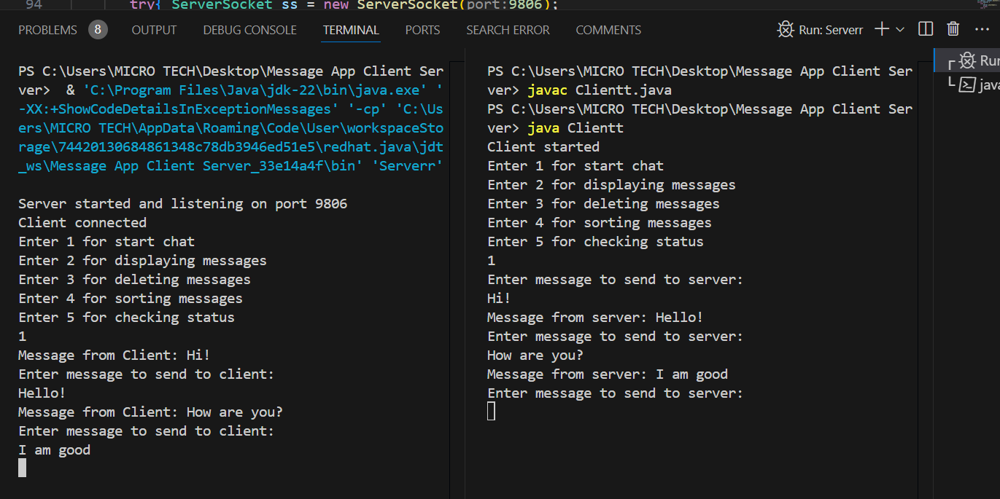 94 try{ ServerSocket ss = new ServerSocket(port:9806);
PROBLEMS 8 OUTPUT DEBUG CONSOLE TERMINAL PORTS SEARCH ERROR COMMENTS Run: Serverr
PS C:\Users\MICRO TECH\Desktop\Message App Client Ser
ver>  & 'C:\Program Files\Java\jdk-22\bin\java.exe' '
-XX:+ShowCodeDetailsInExceptionMessages' '-cp' 'C:\Us
ers\MICRO TECH\AppData\Roaming\Code\User\workspaceSto
rage\74420130684861348c78db3946ed51e5\redhat.java\jdt
_ws\Message App Client Server_33e14a4f\bin' 'Serverr'
Server started and listening on port 9806
Client connected
Enter 1 for start chat
Enter 2 for displaying messages
Enter 3 for deleting messages
Enter 4 for sorting messages
Enter 5 for checking status
1
Message from Client: Hi!
Enter message to send to client:
Hello!
Message from Client: How are you?
Enter message to send to client:
I am good
PS C:\Users\MICRO TECH\Desktop\Message App Client Ser
ver> javac Clientt.java
PS C:\Users\MICRO TECH\Desktop\Message App Client Ser
ver> java Clientt
Client started
Enter 1 for start chat
Enter 2 for displaying messages
Enter 3 for deleting messages
Enter 4 for sorting messages
Enter 5 for checking status
1
Enter message to send to server:
Hi!
Message from server: Hello!
Enter message to send to server:
How are you?
Message from server: I am good
Enter message to send to server:
Run
java